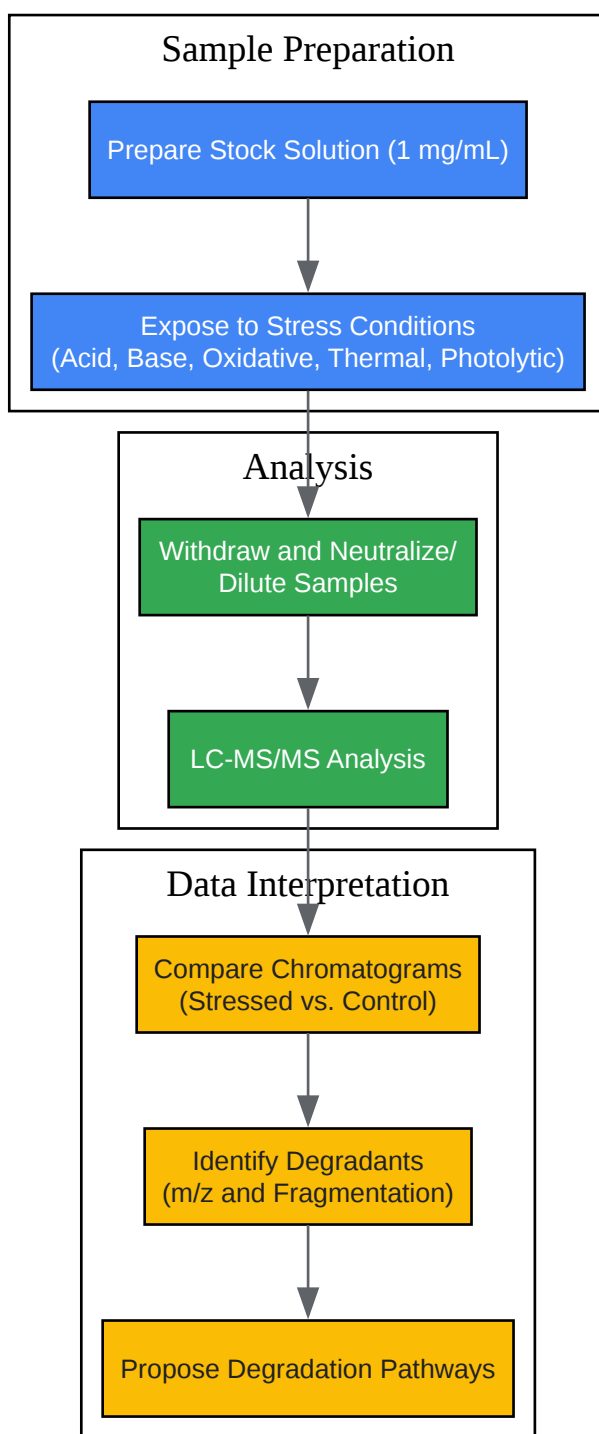 Sample Preparation
Prepare Stock Solution (1 mg/mL)
Expose to Stress Conditions
(Acid, Base, Oxidative, Thermal, Photolytic)
Analysis
Withdraw and Neutralize/
Dilute Samples
LC-MS/MS Analysis
Data Interpretation
Compare Chromatograms
(Stressed vs. Control)
Identify Degradants
(m/z and Fragmentation)
Propose Degradation Pathways